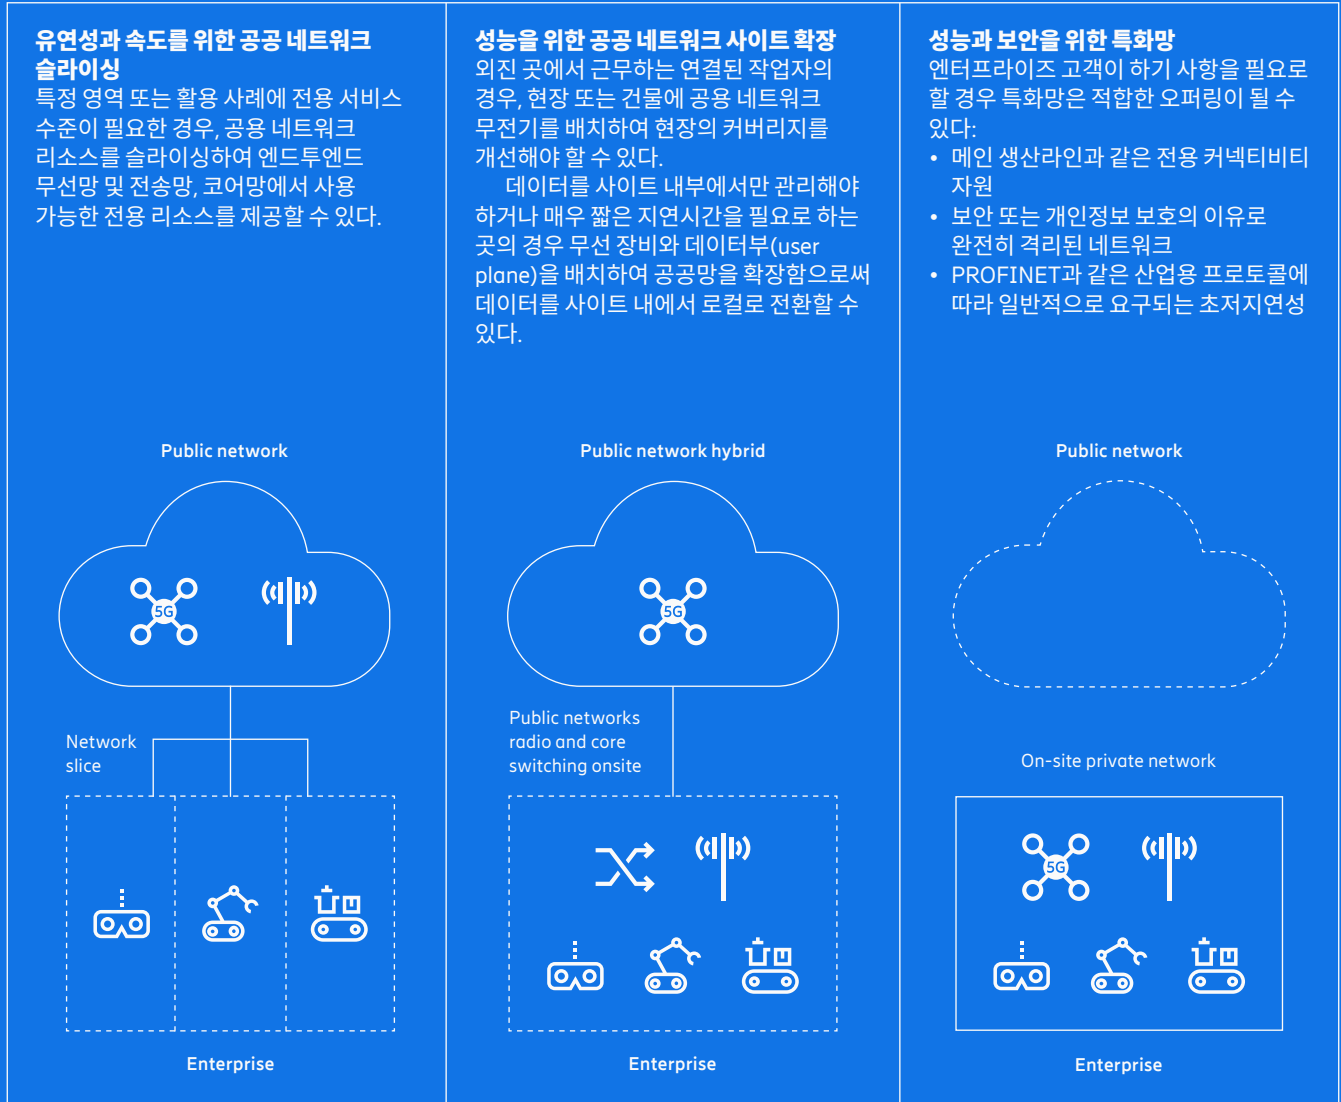 유연성과 속도를 위한 공공 네트워크
슬라이싱
특정 영역 또는 활용 사례에 전용 서비스
수준이 필요한 경우, 공용 네트워크
리소스를 슬라이싱하여 엔드투엔드
무선망 및 전송망, 코어망에서 사용
가능한 전용 리소스를 제공할 수 있다.
Public network
5G
Network
slice
Enterprise
성능을 위한 공공 네트워크 사이트 확장
외진 곳에서 근무하는 연결된 작업자의
경우, 현장 또는 건물에 공용 네트워크
무전기를 배치하여 현장의 커버리지를
개선해야 할 수 있다.
데이터를 사이트 내부에서만 관리해야
하거나 매우 짧은 지연시간을 필요로 하는
곳의 경우 무선 장비와 데이터부(user
plane)을 배치하여 공공망을 확장함으로써
데이터를 사이트 내에서 로컬로 전환할 수
있다.
Public network hybrid
5G
Public networks
radio and core
switching onsite
Enterprise
성능과 보안을 위한 특화망
엔터프라이즈 고객이 하기 사항을 필요로
할 경우 특화망은 적합한 오퍼링이 될 수
있다:
• 메인 생산라인과 같은 전용 커넥티비티
자원
• 보안 또는 개인정보 보호의 이유로
완전히 격리된 네트워크
• PROFINET과 같은 산업용 프로토콜에
따라 일반적으로 요구되는 초저지연성
Public network
On-site private network
5G
Enterprise